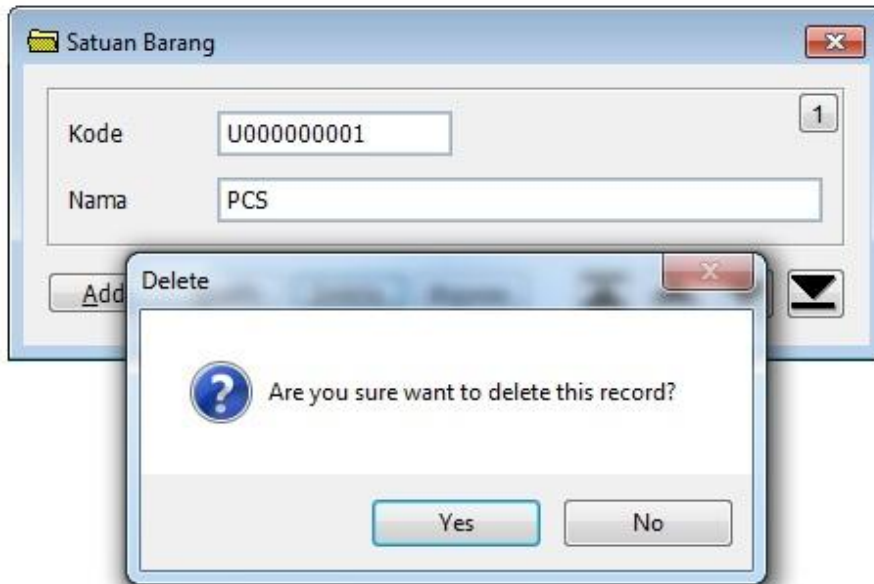 Satuan Barang
1
Kode U000000001
Nama PCS
Add
Delete
Are you sure want to delete this record?
Yes No